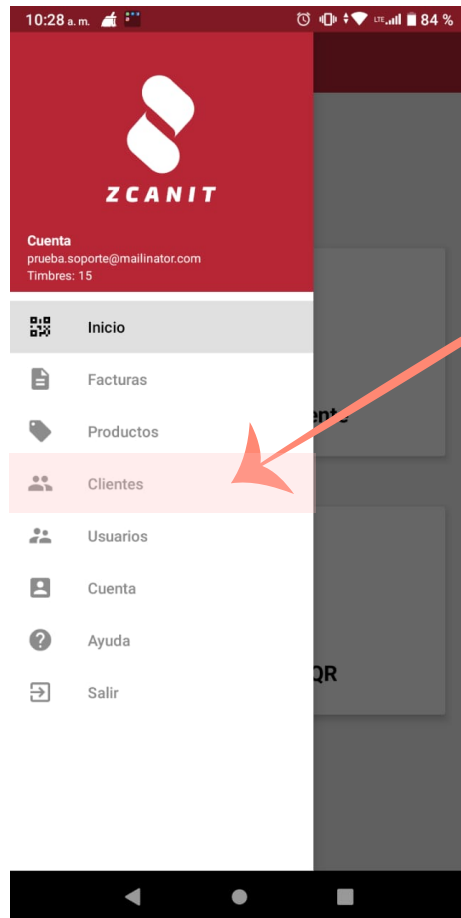 10:28 a. m.
LTE 84 %
ZCANIT
Cuenta
prueba.soporte@mailinator.com
Timbres: 15
Inicio
Facturas
Productos
Clientes
Usuarios
Cuenta
Ayuda
QR
Salir